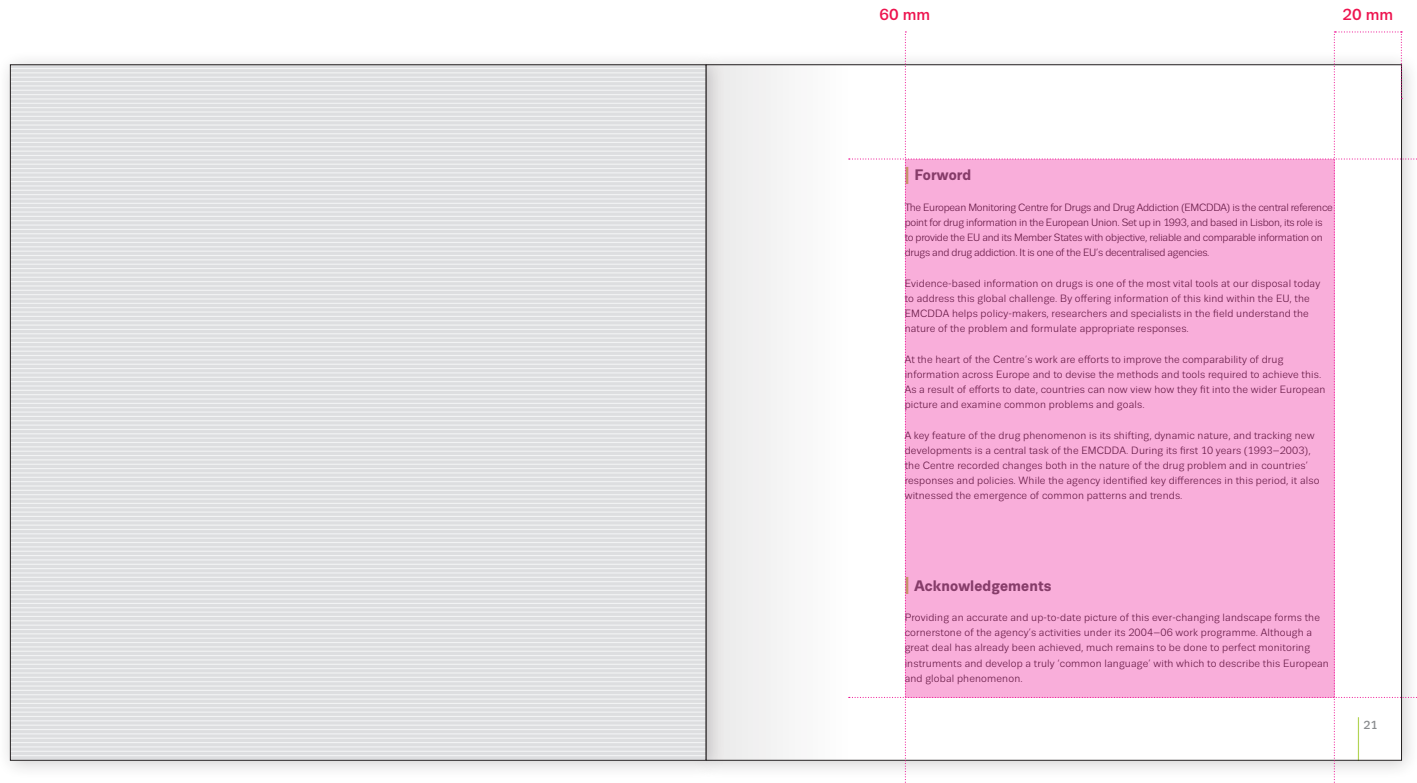 60 mm
20 mm
Forword
The European Monitoring Centre for Drugs and Drug Addiction (EMCDDA) is the central reference
point for drug information in the European Union. Set up in 1993, and based in Lisbon, its role is
to provide the EU and its Member States with objective, reliable and comparable information on
drugs and drug addiction. It is one of the EU's decentralised agencies.
Evidence-based information on drugs is one of the most vital tools at our disposal today
to address this global challenge. By offering information of this kind within the EU, the
EMCDDA helps policy-makers, researchers and specialists in the field understand the
nature of the problem and formulate appropriate responses.
At the heart of the Centre's work are efforts to improve the comparability of drug
information across Europe and to devise the methods and tools required to achieve this.
As a result of efforts to date, countries can now view how they fit into the wider European
picture and examine common problems and goals.
A key feature of the drug phenomenon is its shifting, dynamic nature, and tracking new
developments is a central task of the EMCDDA. During its first 10 years (1993–2003),
the Centre recorded changes both in the nature of the drug problem and in countries'
responses and policies. While the agency identified key differences in this period, it also
witnessed the emergence of common patterns and trends.
Acknowledgements
Providing an accurate and up-to-date picture of this ever-changing landscape forms the
cornerstone of the agency's activities under its 2004–06 work programme. Although a
great deal has already been achieved, much remains to be done to perfect monitoring
instruments and develop a truly 'common language' with which to describe this European
and global phenomenon.
21